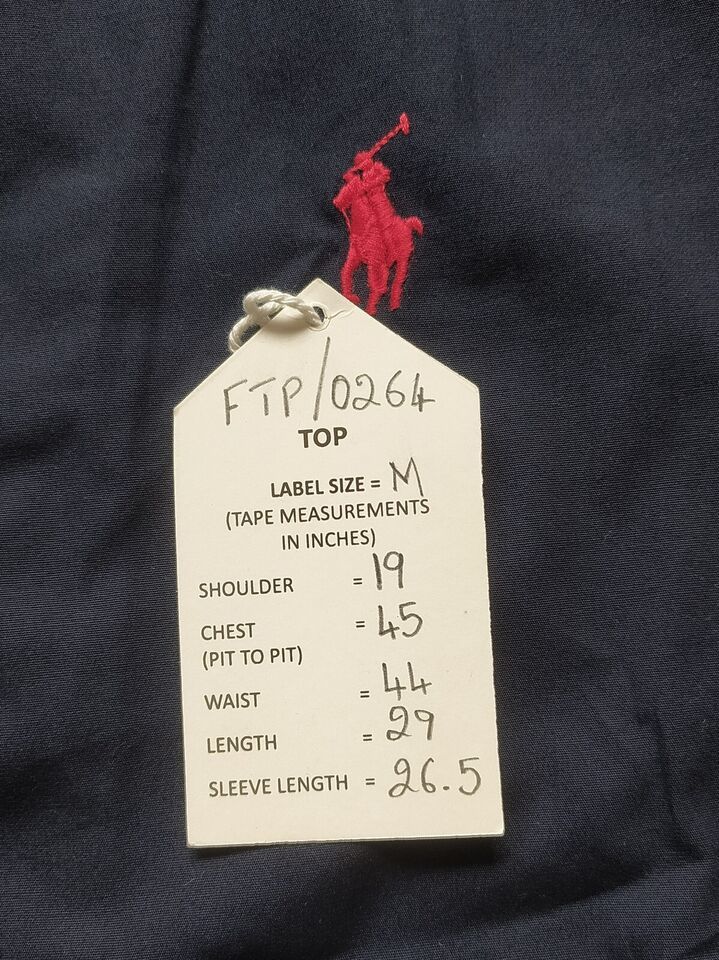 FTP/0264
TOP
LABEL SIZE = M
(TAPE MEASUREMENTS
IN INCHES)
SHOULDER = 19
CHEST = 45
(PIT TO PIT)
WAIST = 44
LENGTH = 29
SLEEVE LENGTH = 26.5